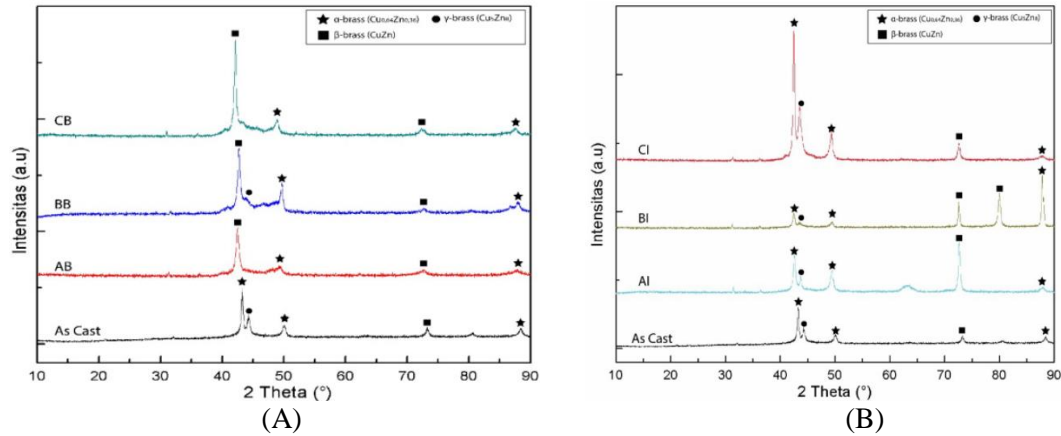 (A)
★ α-brass (Cu₀,₆₄Zn₀,₃₆) ● γ-brass (Cu₅Zn₈)
■ β-brass (CuZn)
Intensitas (a.u)
CB
BB
AB
As Cast
10 20 30 40 50 60 70 80 90
2 Theta (°)
(A)
(B)
★ α-brass (Cu₀,₆₄Zn₀,₃₆) ● γ-brass (Cu₅Zn₈)
■ β-brass (CuZn)
Intensitas (a.u)
CI
BI
AI
As Cast
10 20 30 40 50 60 70 80 90
2 Theta (°)
(B)